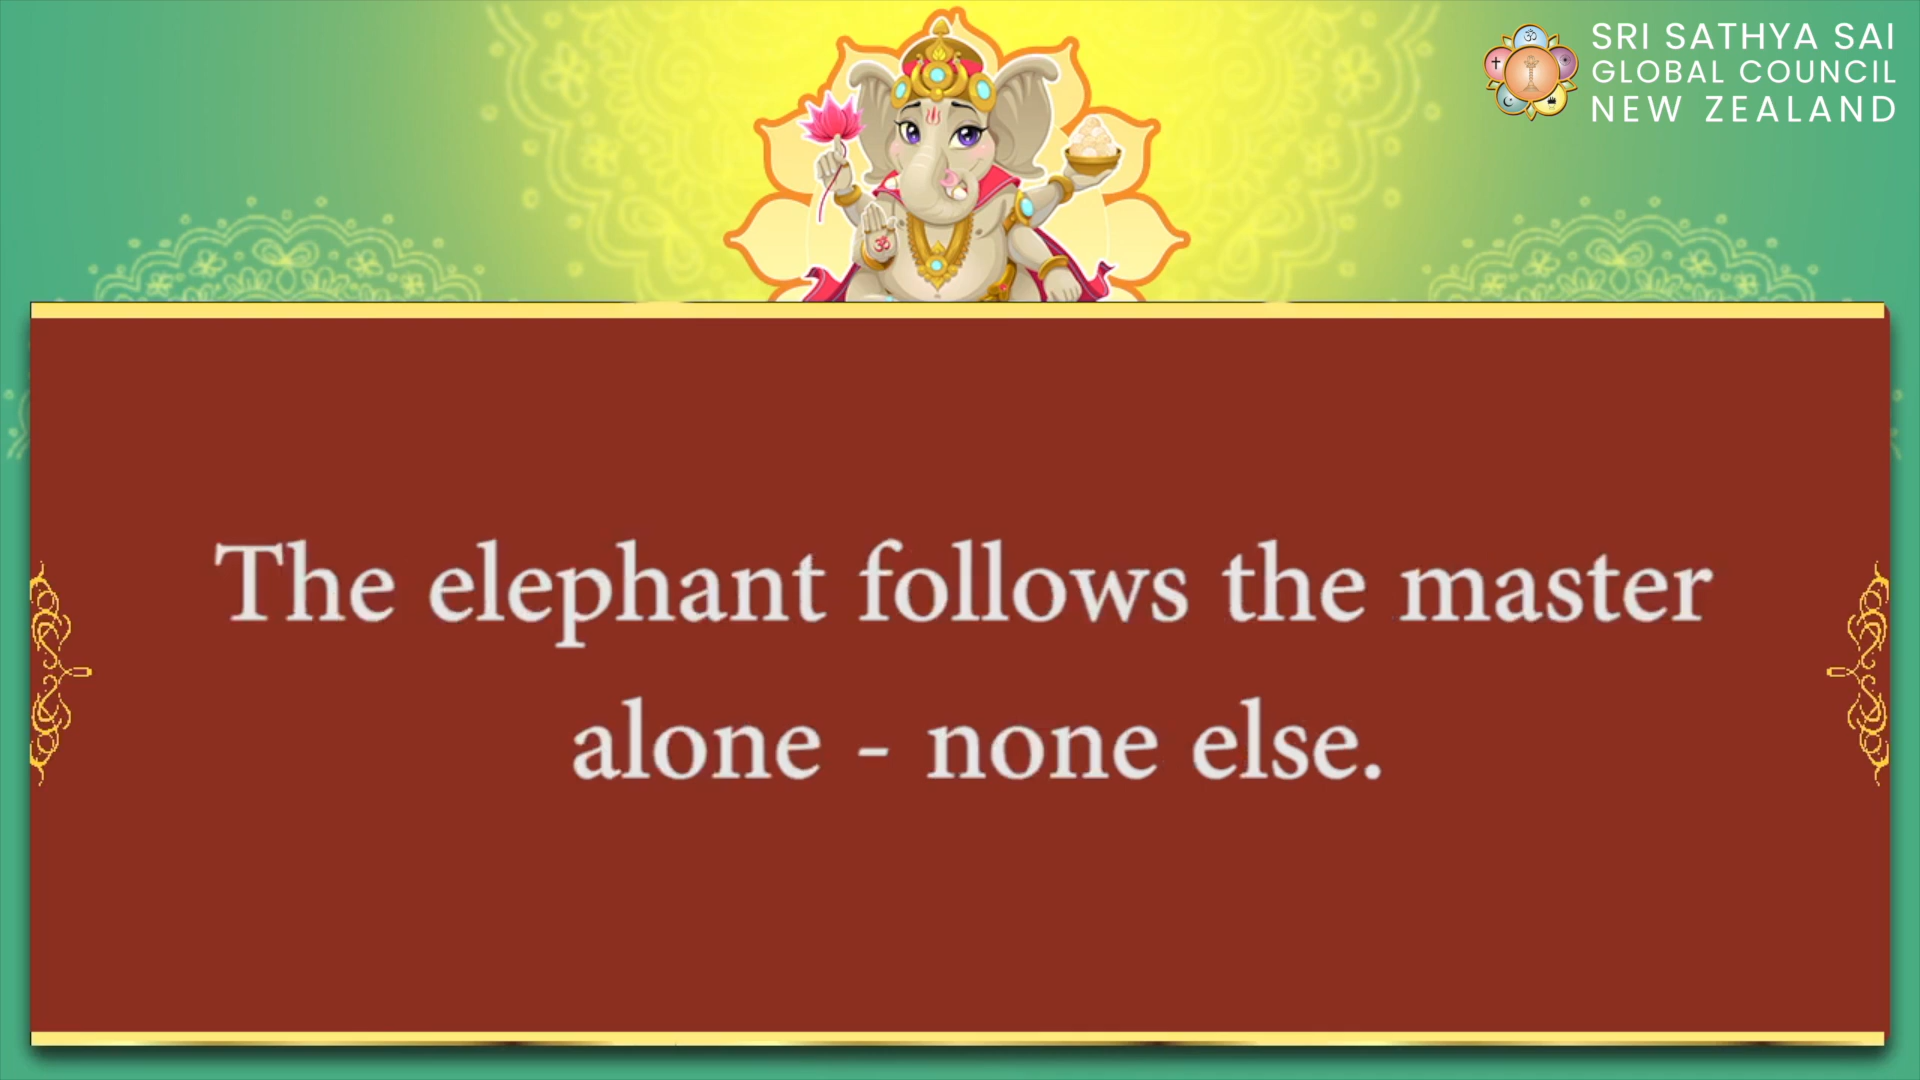 SRI SATHYA SAI
GLOBAL COUNCIL
NEW ZEALAND
The elephant follows the master
alone - none else.